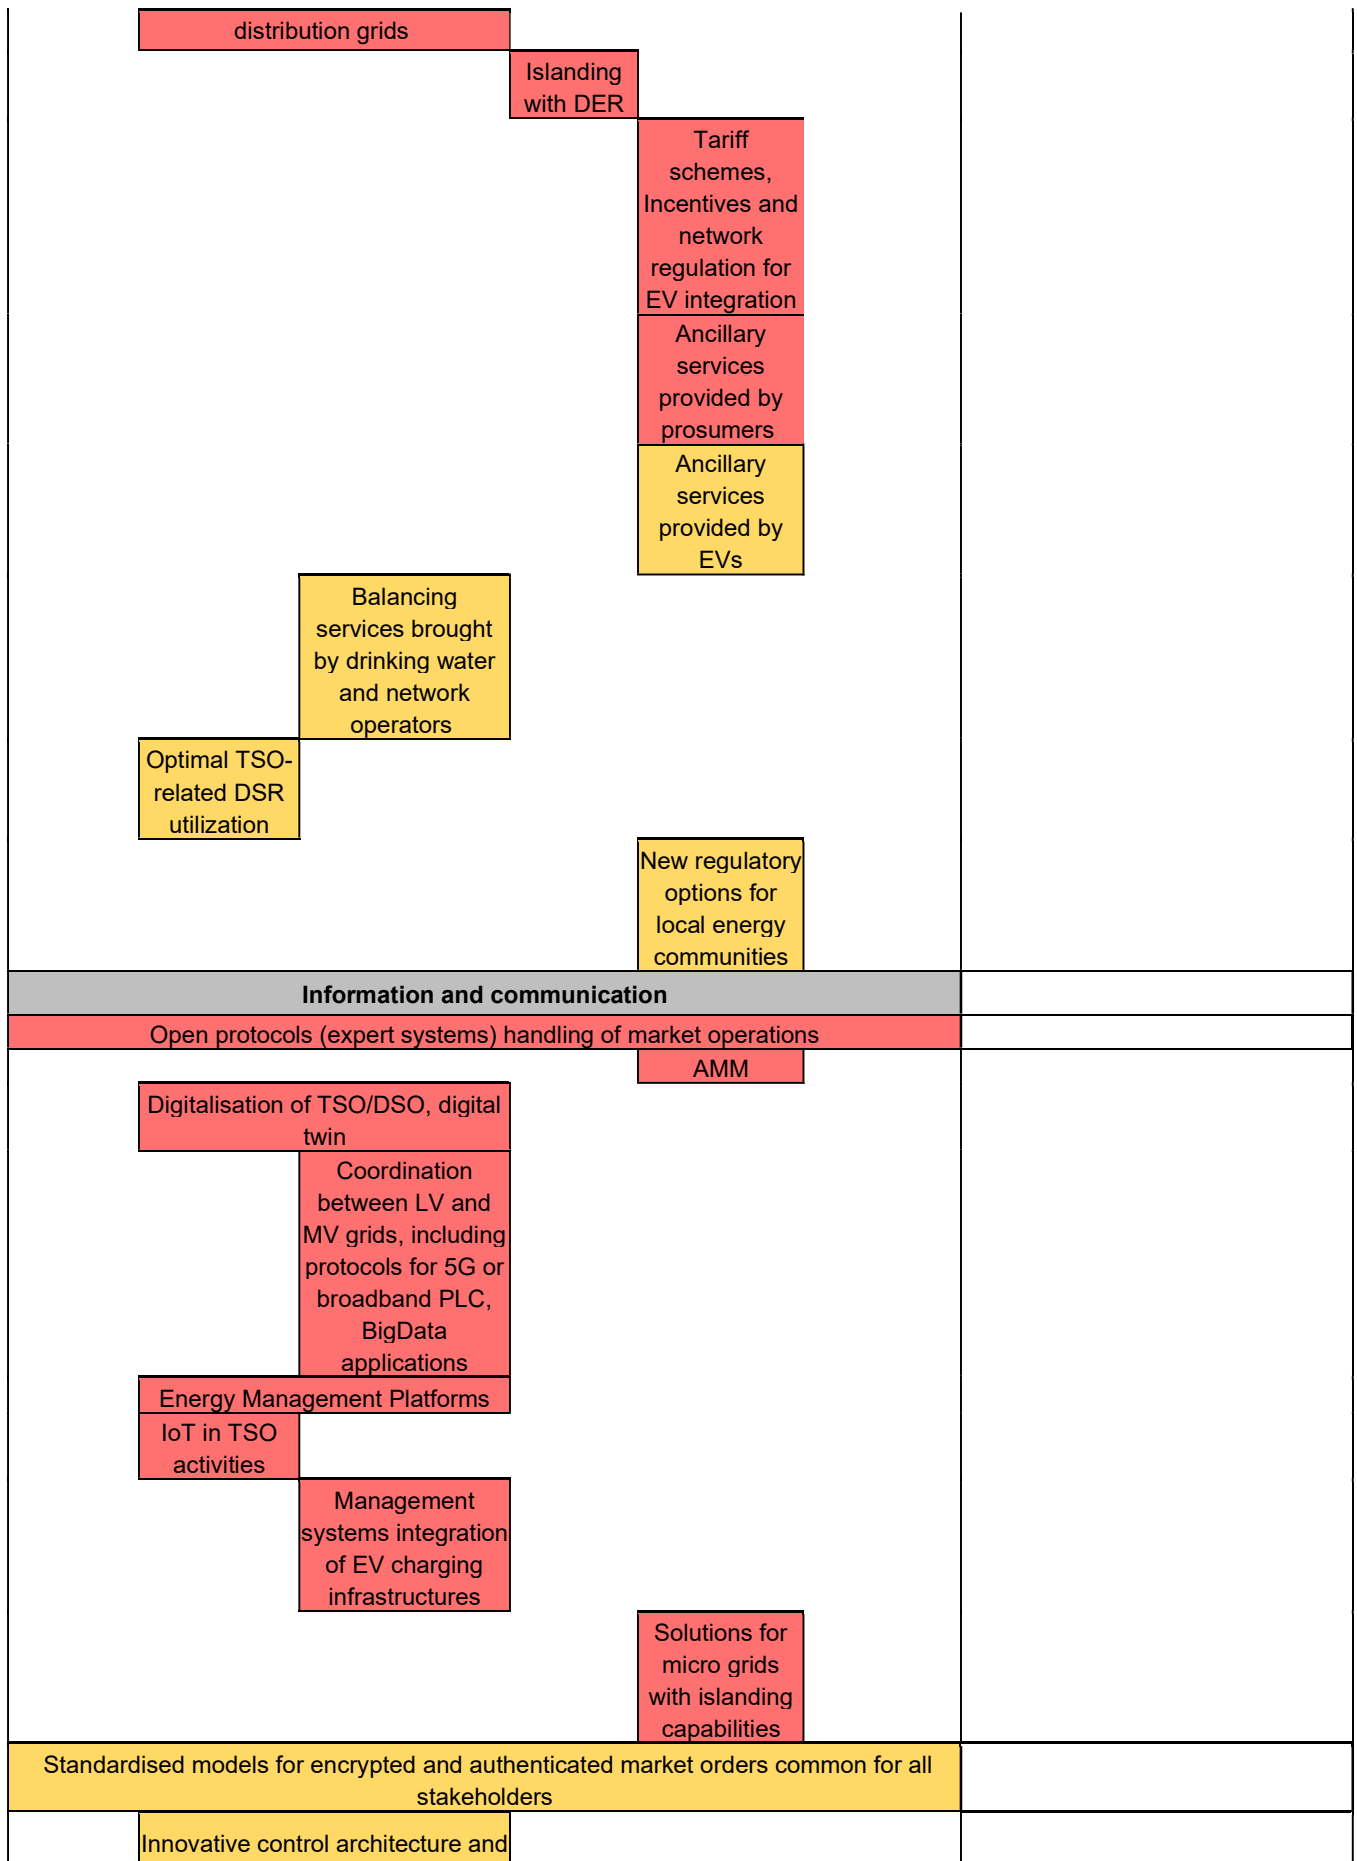 distribution grids
Islanding
with DER
Tariff
schemes,
Incentives and
network
regulation for
EV integration
Ancillary
services
provided by
prosumers
Ancillary
services
provided by
EVs
Balancing
services brought
by drinking water
and network
operators
Optimal TSO-
related DSR
utilization
New regulatory
options for
local energy
communities
Information and communication
Open protocols (expert systems) handling of market operations
AMM
Digitalisation of TSO/DSO, digital
twin
Coordination
between LV and
MV grids, including
protocols for 5G or
broadband PLC,
BigData
applications
Energy Management Platforms
IoT in TSO
activities
Management
systems integration
of EV charging
infrastructures
Solutions for
micro grids
with islanding
capabilities
Standardised models for encrypted and authenticated market orders common for all
stakeholders
Innovative control architecture and